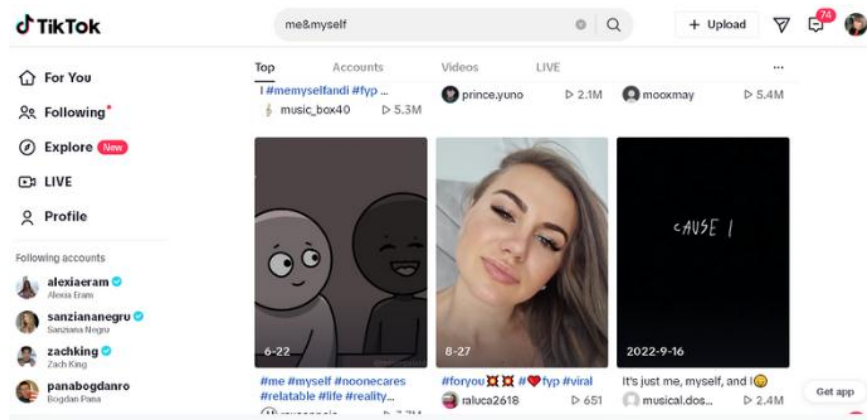 TikTok
me&myself
+ Upload
74
For You
Following
Explore New
LIVE
Profile
Following accounts
alexiaeram
Alexia Eram
sanziananegru
Sanziana Negru
zachking
Zach King
panabogdanro
Bogdan Pana
Top Accounts Videos LIVE ...
I #memyselfandi #fyp ...
music_box40 5.3M
prince.yuno 2.1M
mooxmay 5.4M
6-22
8-27
CAUSE I
2022-9-16
#me #myself #noonecares
#relatable #life #reality...
#foryou💥💥 #❤️fyp #viral
raluca2618 651
It's just me, myself, and I
musical.dos... 2.4M
Get app